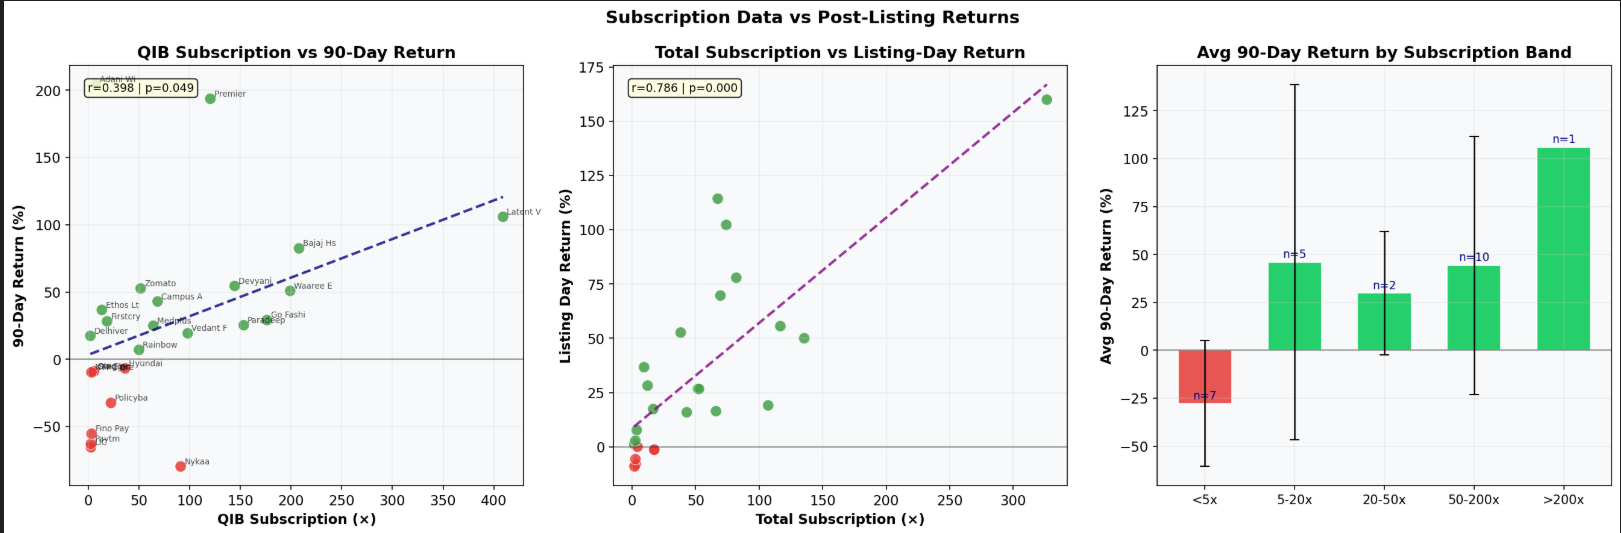 Subscription Data vs Post-Listing Returns
QIB Subscription vs 90-Day Return
Adani Wi
r=0.398 | p=0.049
Premier
Latent V
Bajaj Hs
Devyani
Waaree E
Zomato
Campus A
Ethos Lt
Firstcry
Medplus
Paradeep
Go Fashi
Vedant F
Delhiver
Rainbow
Hyundai
Policyba
Fino Pay
Paytm
LIC
Nykaa
200
150
100
50
0
−50
0 50 100 150 200 250 300 350 400
90-Day Return (%)
QIB Subscription (×)
Total Subscription vs Listing-Day Return
r=0.786 | p=0.000
175
150
125
100
75
50
25
0
0 50 100 150 200 250 300
Listing Day Return (%)
Total Subscription (×)
Avg 90-Day Return by Subscription Band
n=7
n=5
n=2
n=10
n=1
125
100
75
50
25
0
−25
−50
<5x 5-20x 20-50x 50-200x >200x
Avg 90-Day Return (%)